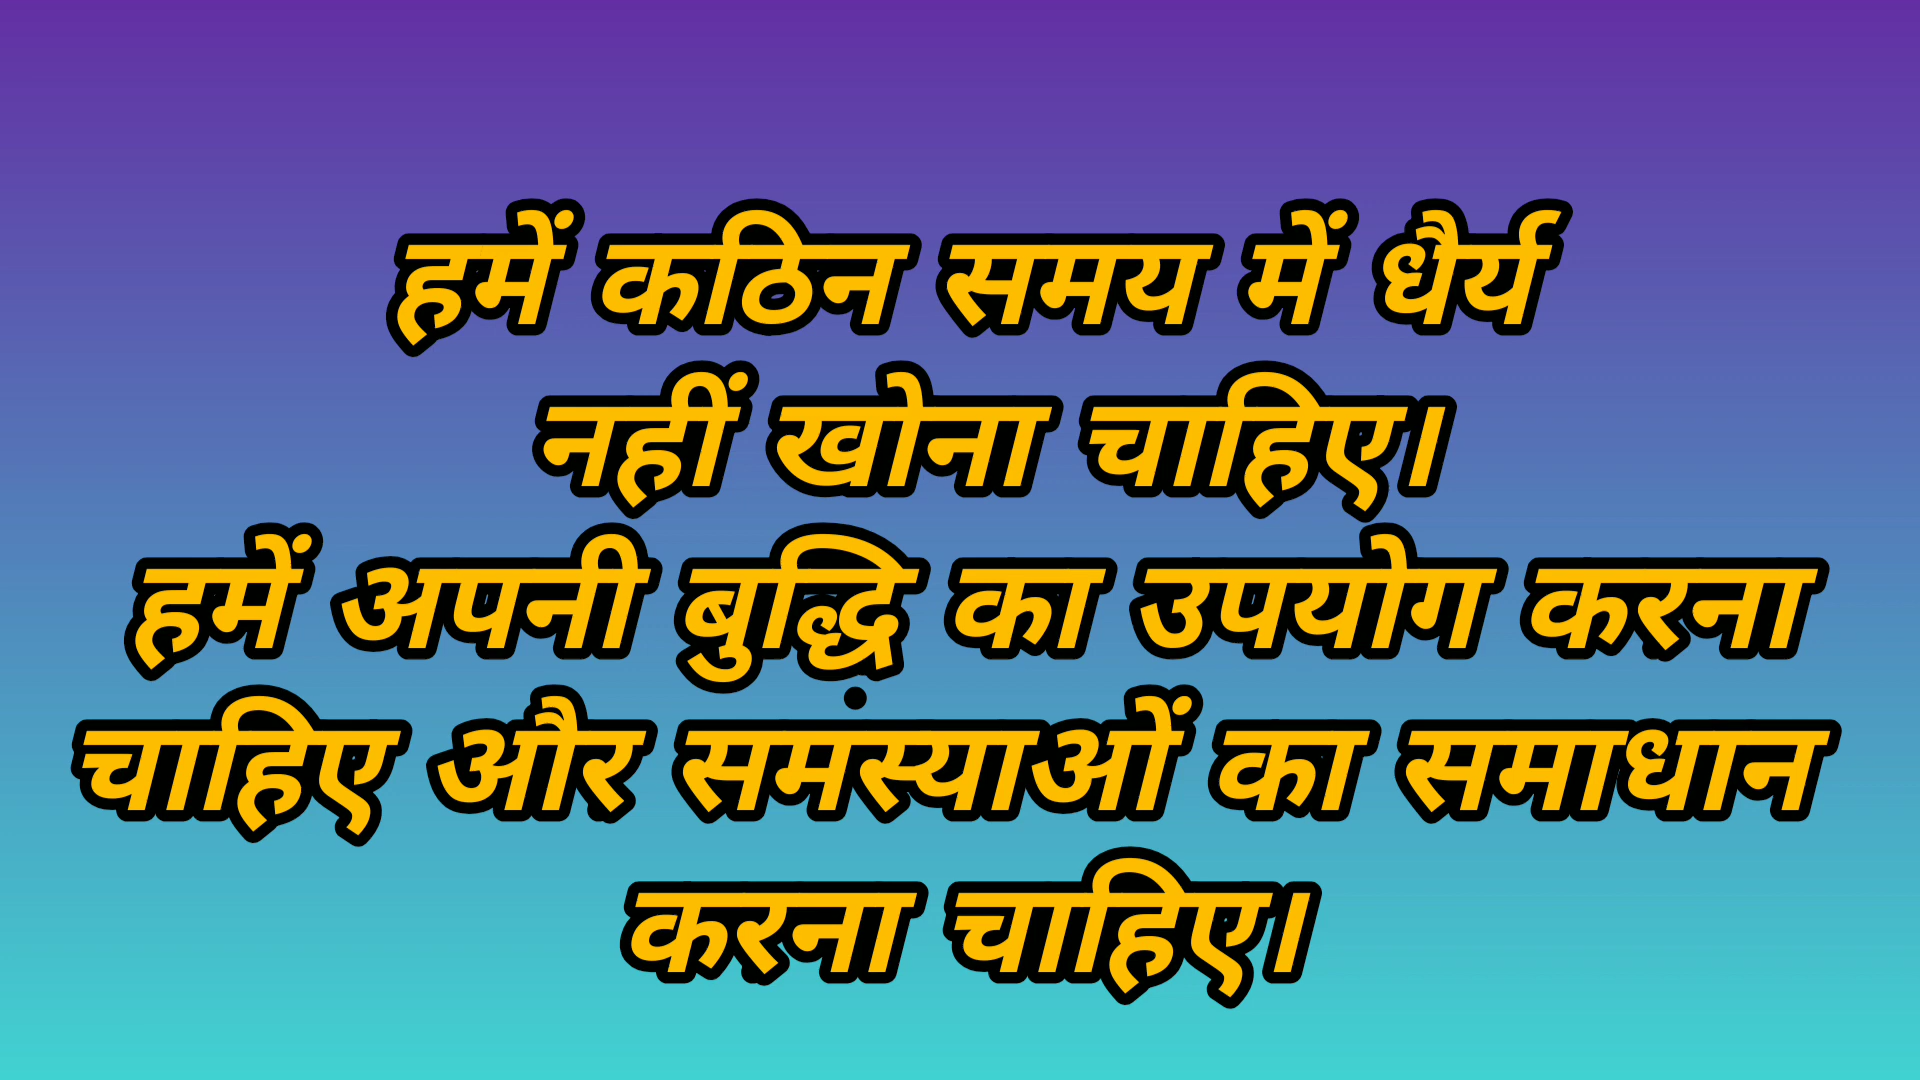 हमें कठिन समय में धैर्य
नहीं खोना चाहिए।
हमें अपनी बुद्धि का उपयोग करना
चाहिए और समस्याओं का समाधान
करना चाहिए।